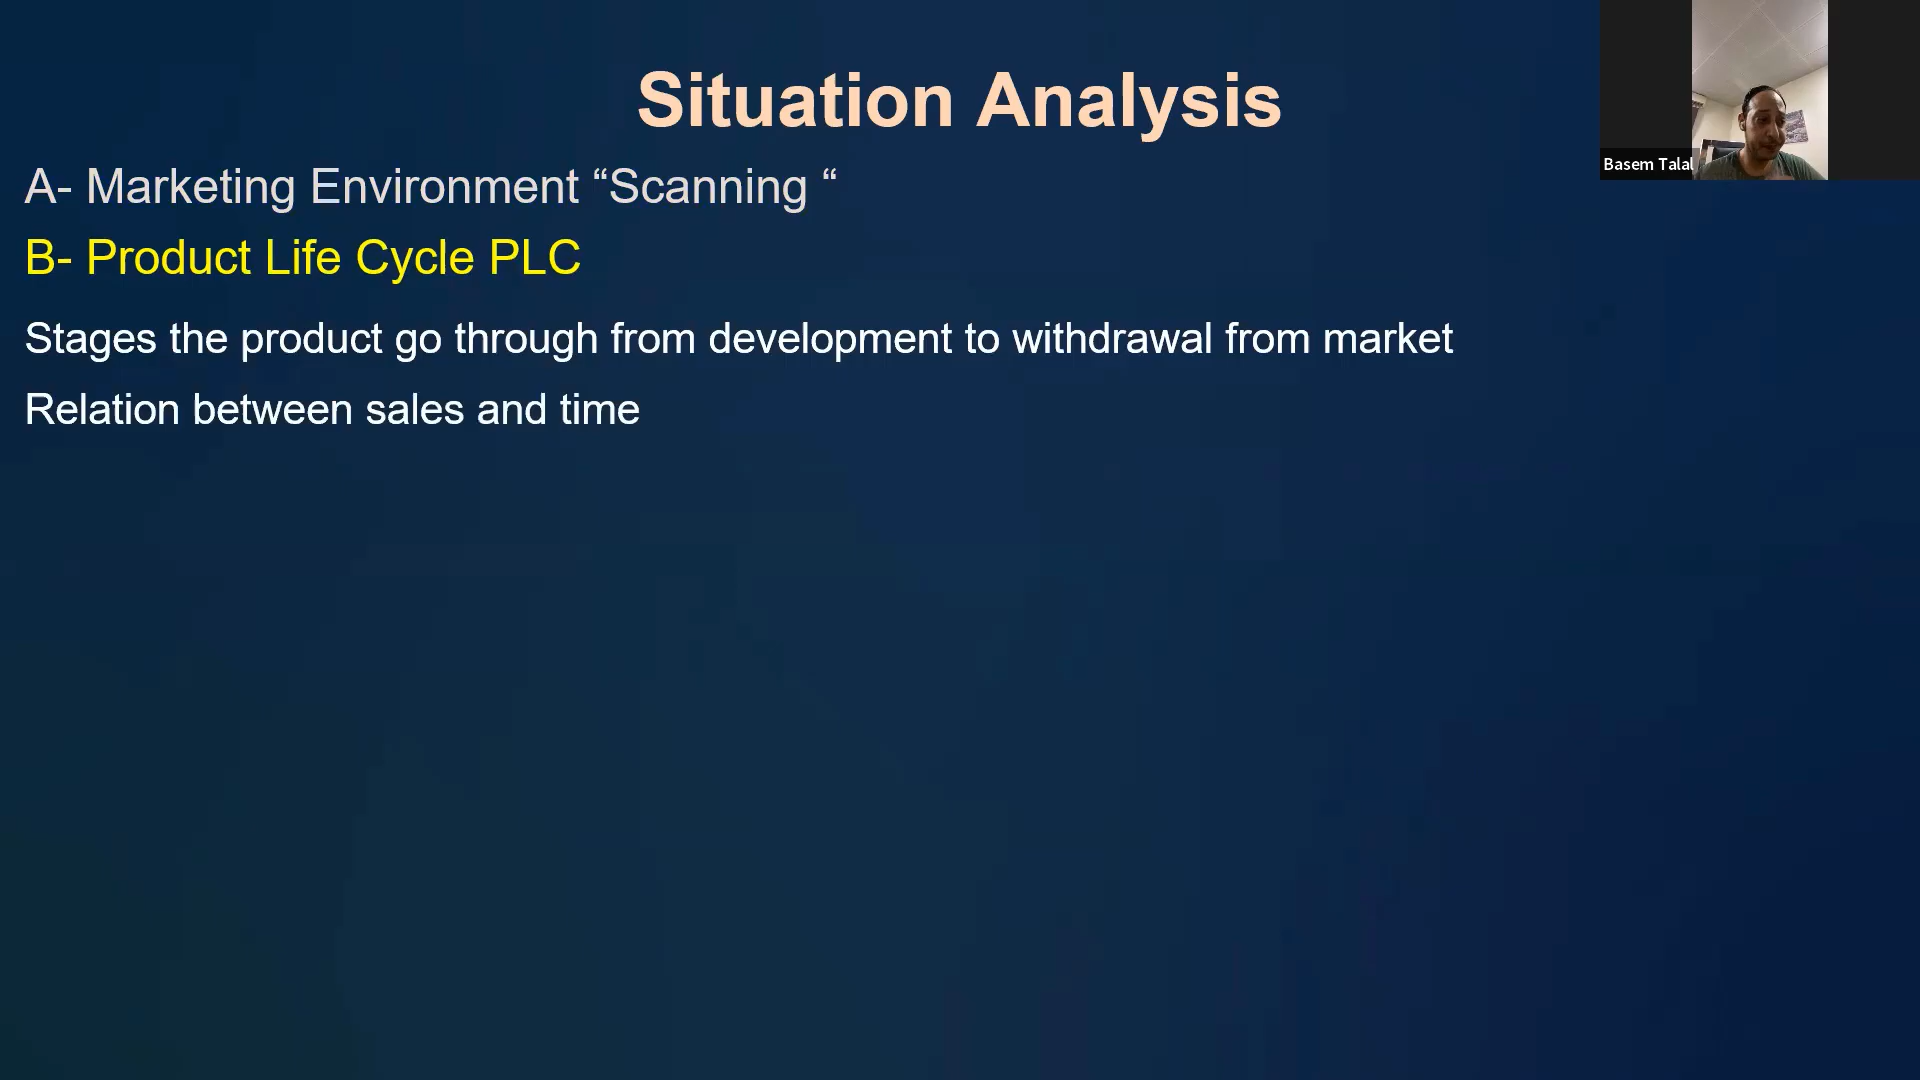 Situation Analysis
A- Marketing Environment “Scanning “
B- Product Life Cycle PLC
Stages the product go through from development to withdrawal from market
Relation between sales and time
Basem Talal